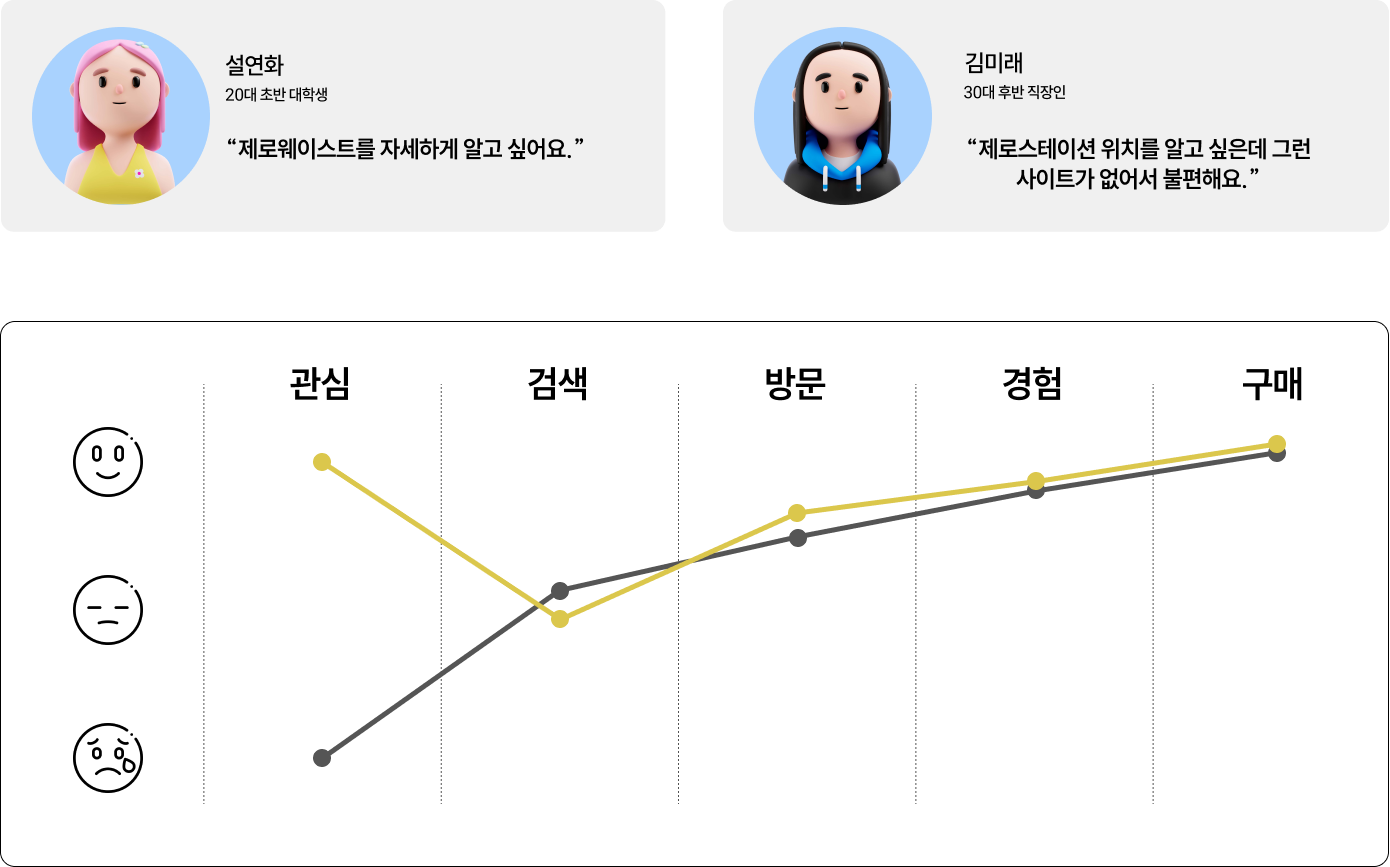 설연화
20대 초반 대학생
“제로웨이스트를 자세하게 알고 싶어요.”
김미래
30대 후반 직장인
“제로스테이션 위치를 알고 싶은데 그런
사이트가 없어서 불편해요.”
관심 검색 방문 경험 구매